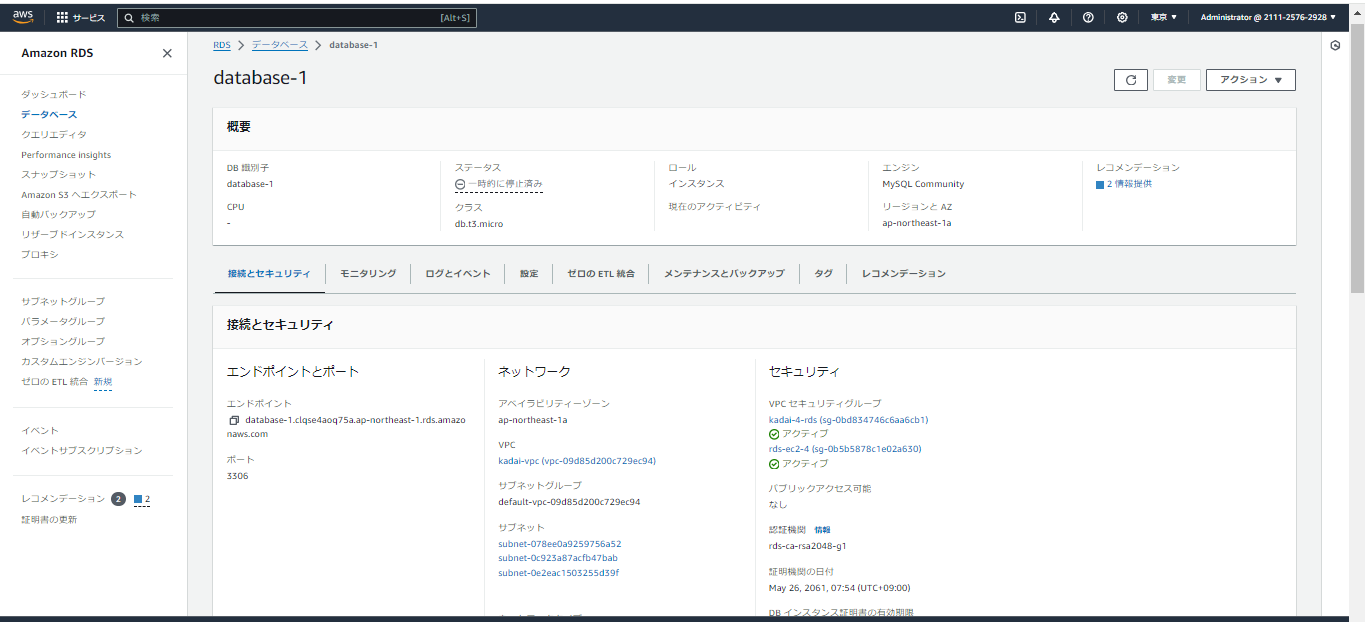 aws
サービス
検索
[Alt+S]
東京 ▼
Administrator @ 2111-2576-2928 ▼
Amazon RDS
ダッシュボード
データベース
クエリエディタ
Performance insights
スナップショット
Amazon S3 へエクスポート
自動バックアップ
リザーブドインスタンス
プロキシ
サブネットグループ
パラメータグループ
オプショングループ
カスタムエンジンバージョン
ゼロの ETL 統合 新規
イベント
イベントサブスクリプション
レコメンデーション 2 2
証明書の更新
RDS > データベース > database-1
database-1
変更
アクション ▼
概要
DB 識別子
database-1
CPU
-
ステータス
一時的に停止済み
クラス
db.t3.micro
ロール
インスタンス
現在のアクティビティ
エンジン
MySQL Community
リージョンと AZ
ap-northeast-1a
レコメンデーション
2 情報提供
接続とセキュリティ
モニタリング
ログとイベント
設定
ゼロの ETL 統合
メンテナンスとバックアップ
タグ
レコメンデーション
接続とセキュリティ
エンドポイントとポート
エンドポイント
database-1.clqse4aoq75a.ap-northeast-1.rds.amazo
naws.com
ポート
3306
ネットワーク
アベイラビリティーゾーン
ap-northeast-1a
VPC
kadai-vpc (vpc-09d85d200c729ec94)
サブネットグループ
default-vpc-09d85d200c729ec94
サブネット
subnet-078ee0a9259756a52
subnet-0c923a87acfb47bab
subnet-0e2eac1503255d39f
セキュリティ
VPC セキュリティグループ
kadai-4-rds (sg-0bd834746c6aa6cb1)
アクティブ
rds-ec2-4 (sg-0b5b5878c1e02a630)
アクティブ
パブリックアクセス可能
なし
認証機関 情報
rds-ca-rsa2048-g1
証明機関の日付
May 26, 2061, 07:54 (UTC+09:00)
DB インスタンス証明書の有効期限